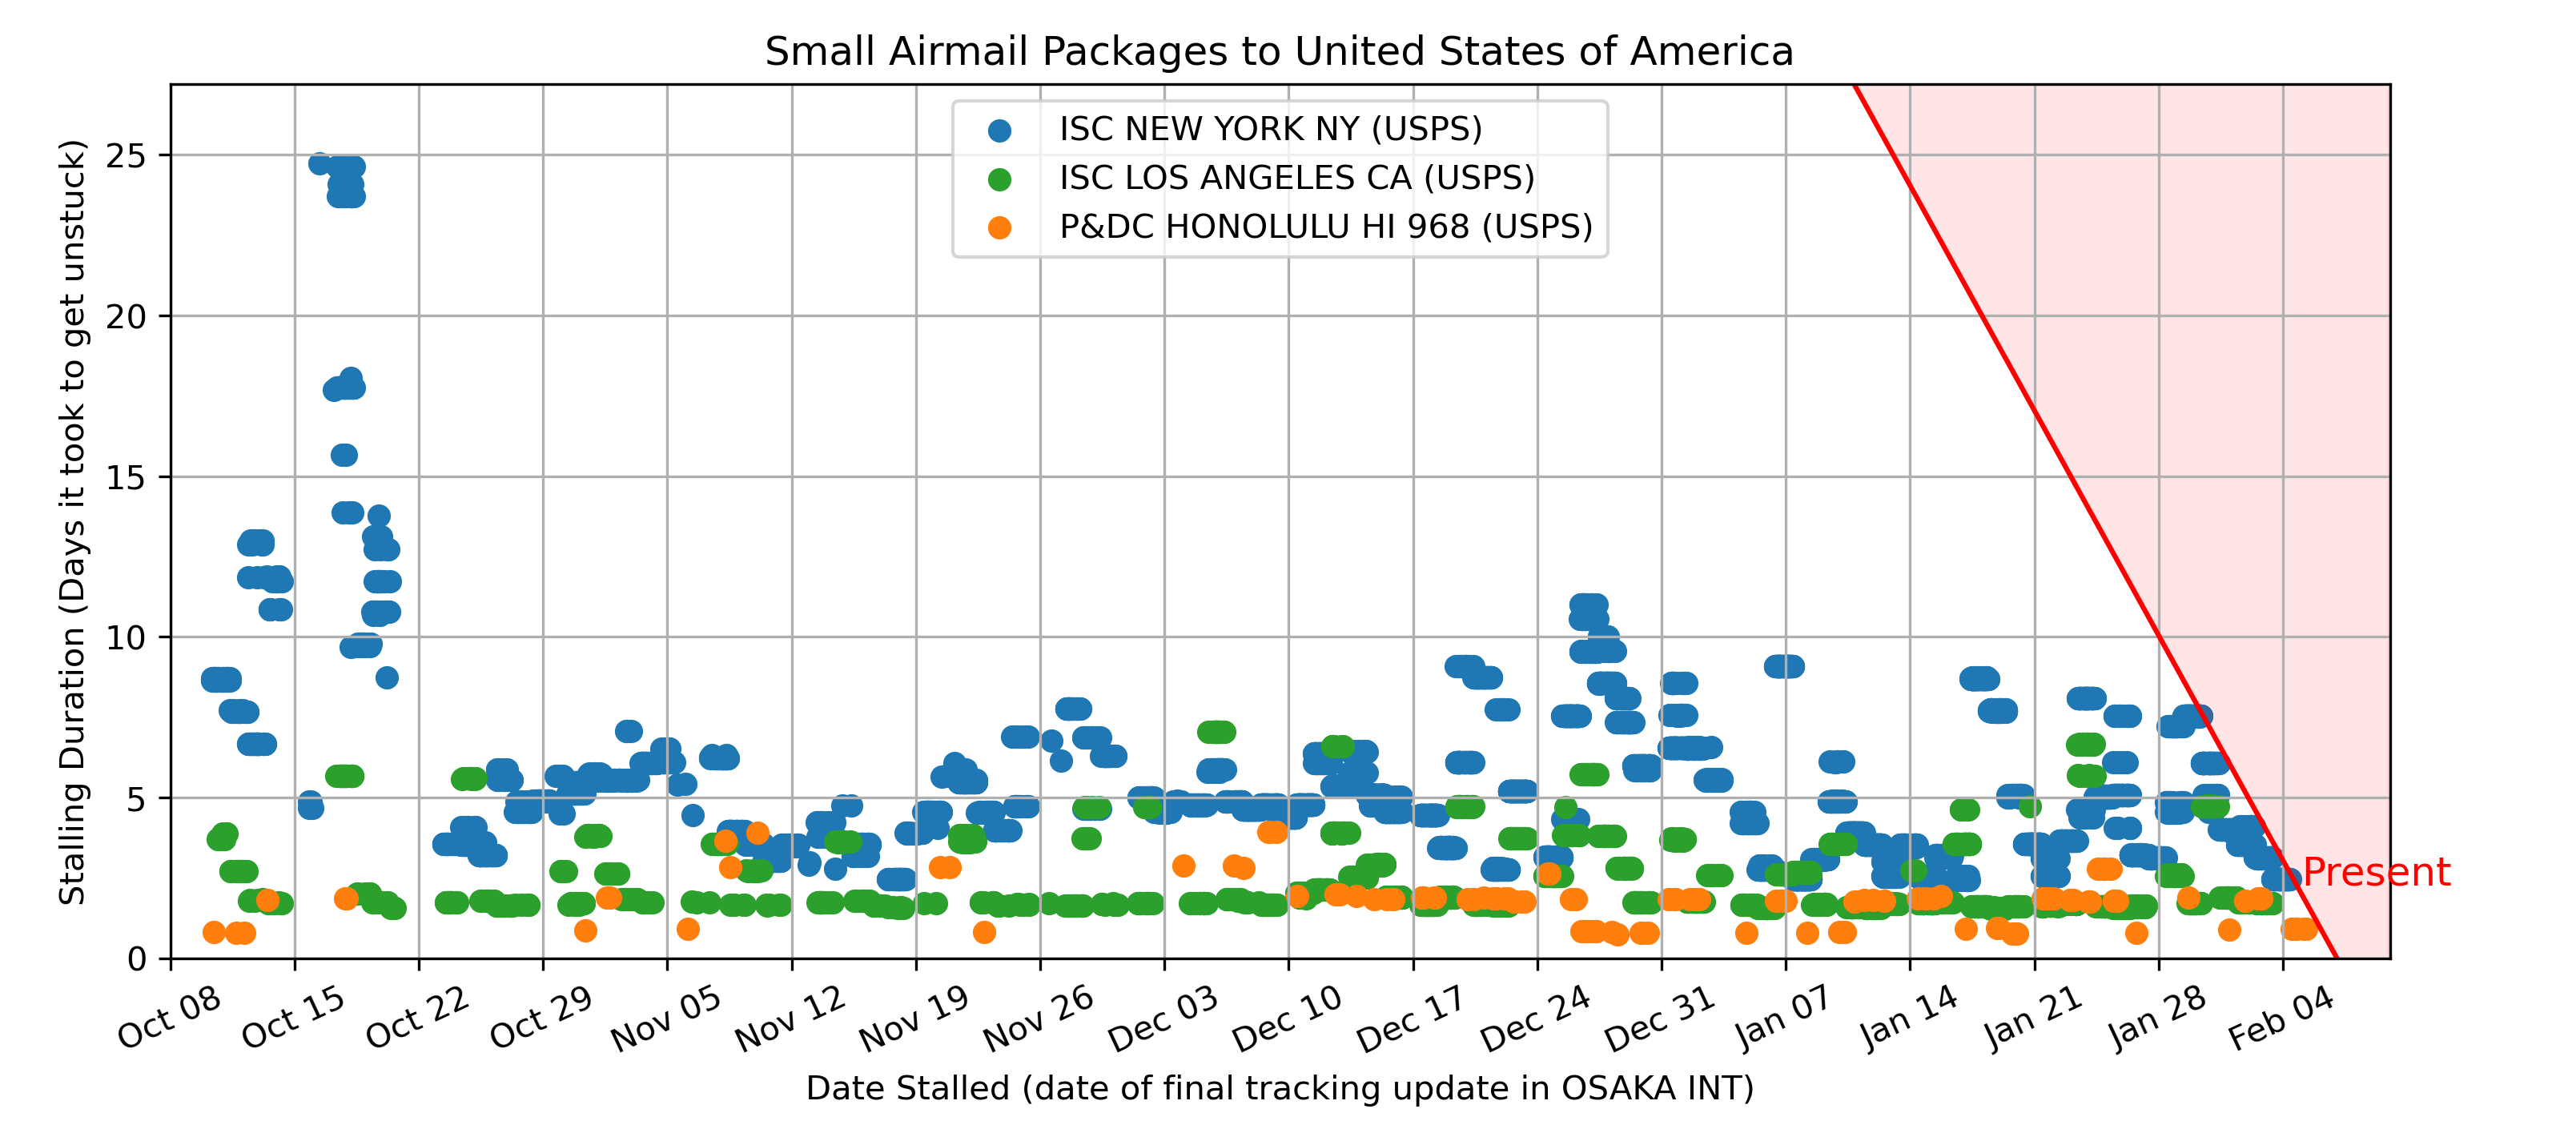 Small Airmail Packages to United States of America
ISC NEW YORK NY (USPS)
ISC LOS ANGELES CA (USPS)
P&DC HONOLULU HI 968 (USPS)
Stalling Duration (Days it took to get unstuck)
25
20
15
10
5
0
Present
Oct 08
Oct 15
Oct 22
Oct 29
Nov 05
Nov 12
Nov 19
Nov 26
Dec 03
Dec 10
Dec 17
Dec 24
Dec 31
Jan 07
Jan 14
Jan 21
Jan 28
Feb 04
Date Stalled (date of final tracking update in OSAKA INT)